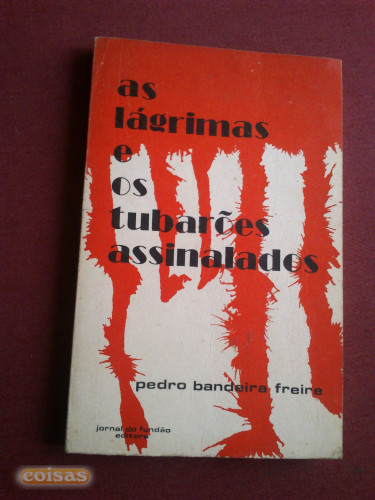 as
lágrimas
e
os
tubarões
assinalados
pedro bandeira freire
jornal do fundão
editora
coisas